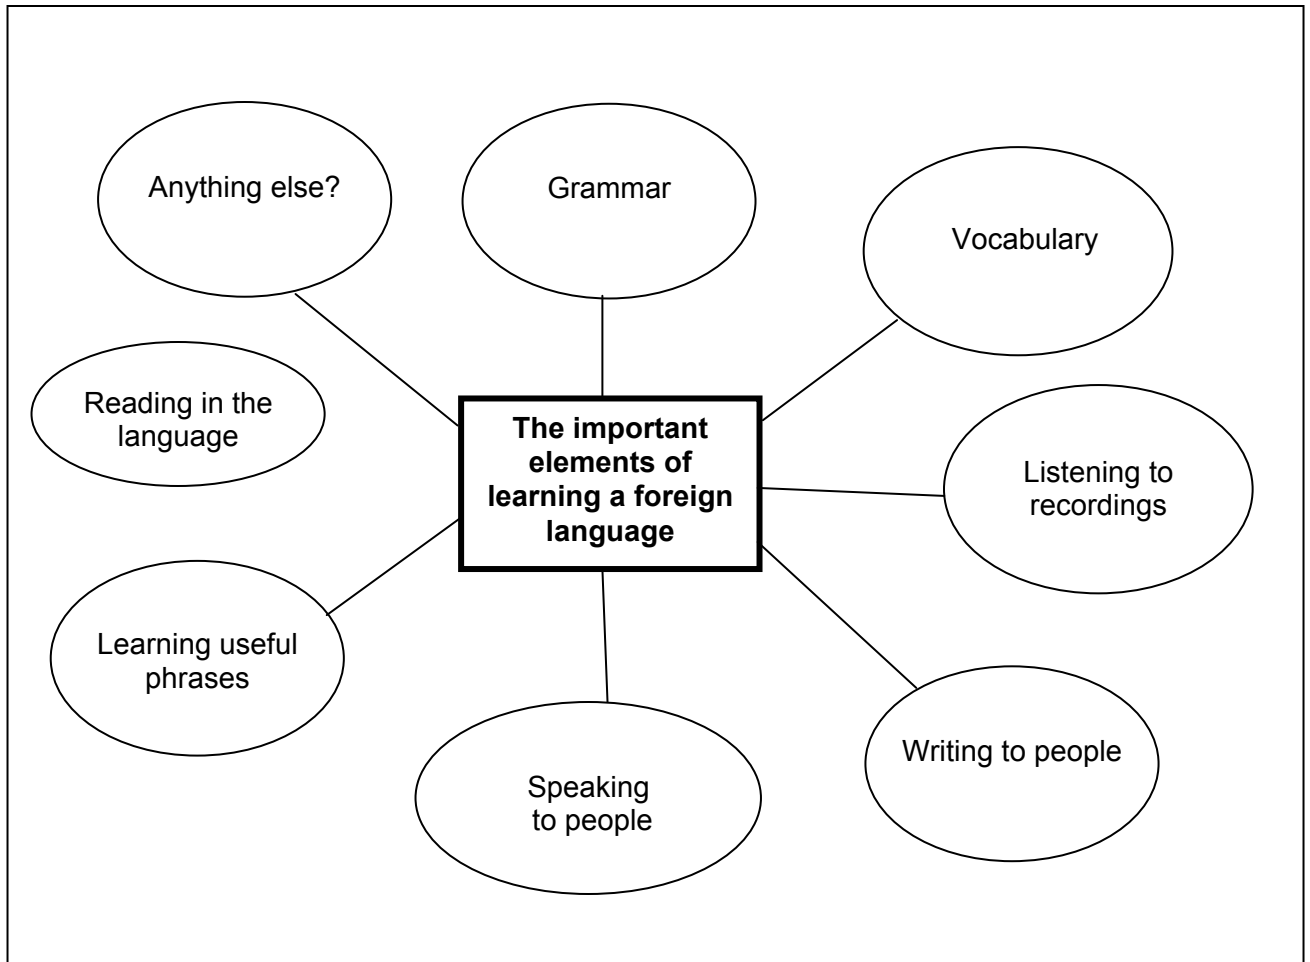 Anything else?
Grammar
Vocabulary
Reading in the
language
The important
elements of
learning a foreign
language
Listening to
recordings
Learning useful
phrases
Speaking
to people
Writing to people